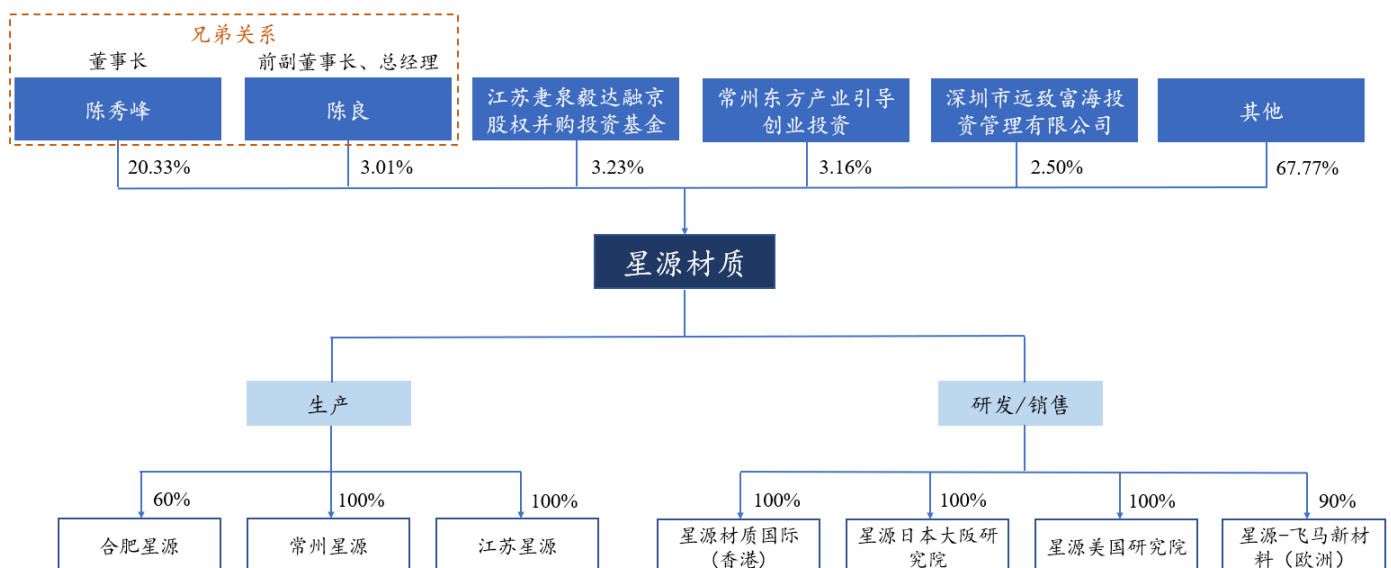 兄弟关系
董事长
前副董事长、总经理
陈秀峰
陈良
江苏疌泉毅达融京
股权并购投资基金
常州东方产业引导
创业投资
深圳市远致富海投
资管理有限公司
其他
20.33%
3.01%
3.23%
3.16%
2.50%
67.77%
星源材质
生产
研发/销售
60%
100%
100%
100%
100%
100%
90%
合肥星源
常州星源
江苏星源
星源材质国际
(香港)
星源日本大阪研
究院
星源美国研究院
星源-飞马新材
料（欧洲）